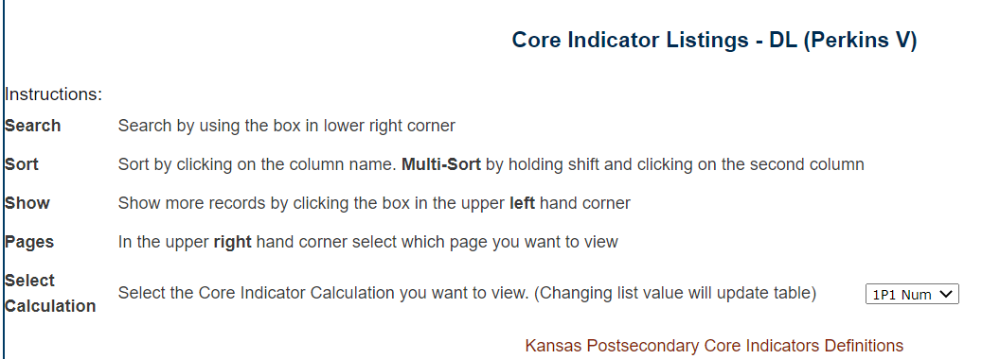 Core Indicator Listings - DL (Perkins V)
Instructions:
Search Search by using the box in lower right corner
Sort Sort by clicking on the column name. Multi-Sort by holding shift and clicking on the second column
Show Show more records by clicking the box in the upper left hand corner
Pages In the upper right hand corner select which page you want to view
Select
Calculation Select the Core Indicator Calculation you want to view. (Changing list value will update table) 1P1 Num
Kansas Postsecondary Core Indicators Definitions